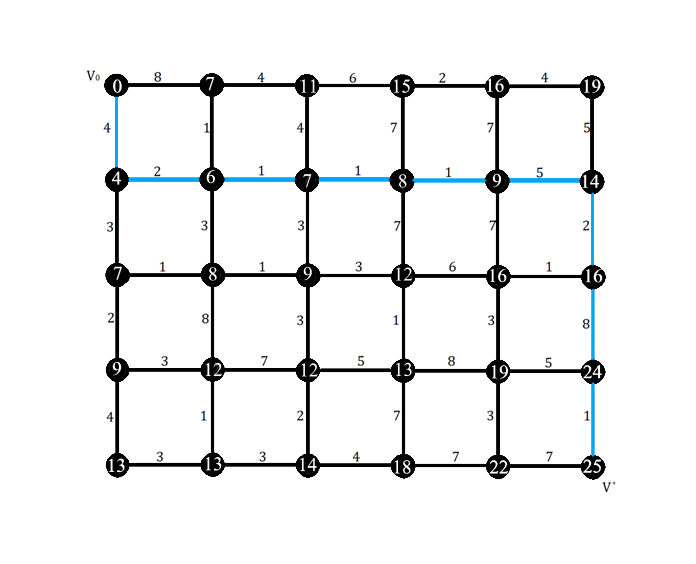 V₀ 0 8 7 4 11 6 15 2 16 4 19
4 1 4 7 7 5
4 2 6 1 7 1 8 1 9 5 14
3 3 3 7 7 2
7 1 8 1 9 3 12 6 16 1 16
2 8 3 1 3 8
9 3 12 7 12 5 13 8 19 5 24
4 1 2 7 3 1
13 3 13 3 14 4 18 7 22 7 25
V*